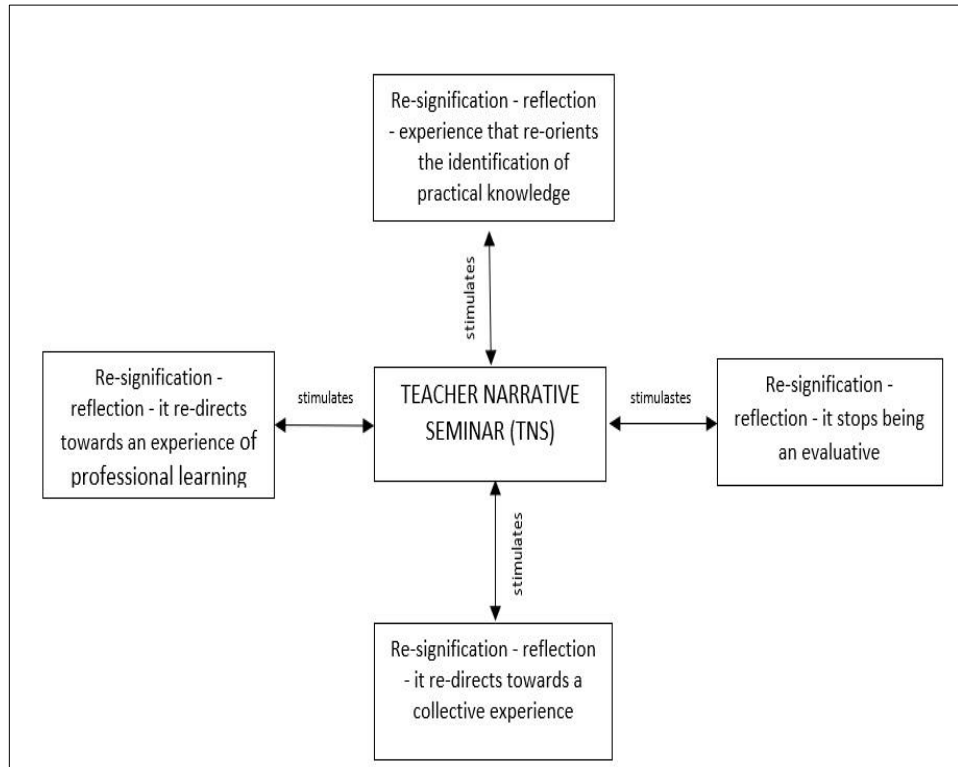 Re-signification - reflection
- experience that re-orients
the identification of
practical knowledge
stimulates
Re-signification -
reflection - it re-directs
towards an experience of
professional learning
stimulates
TEACHER NARRATIVE
SEMINAR (TNS)
stimulastes
Re-signification -
reflection - it stops being
an evaluative
stimulates
Re-signification - reflection
- it re-directs towards a
collective experience